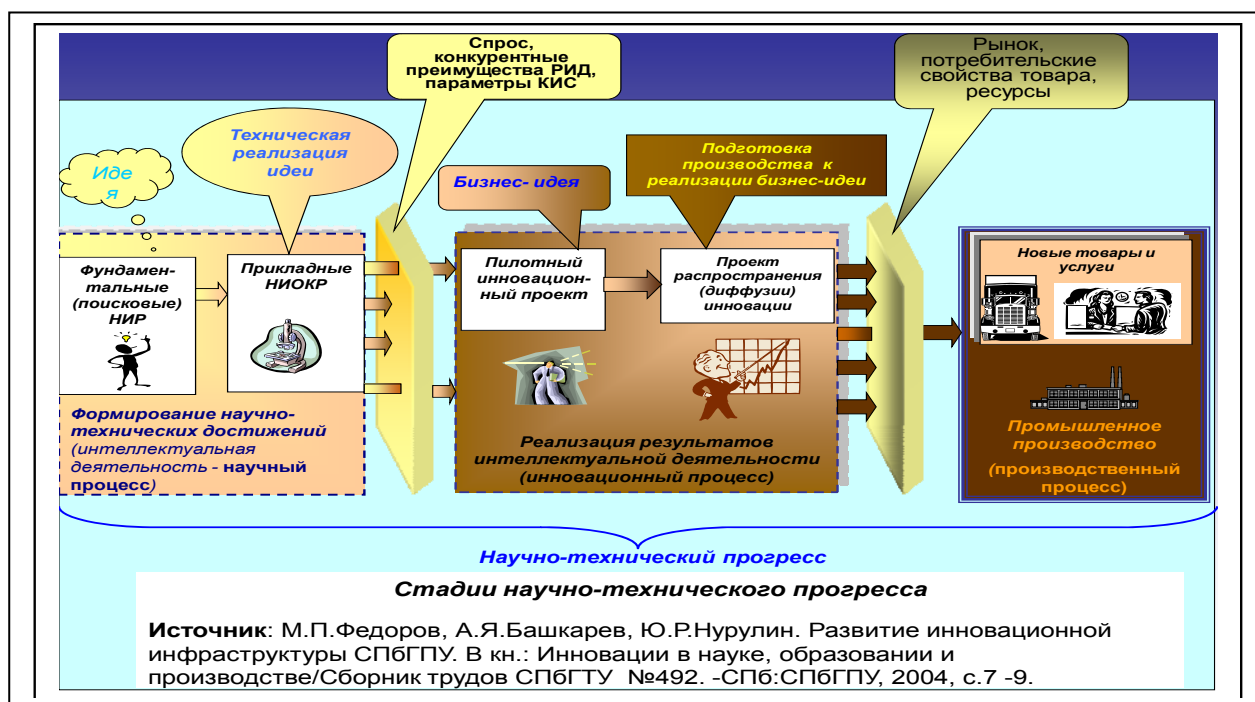 Спрос,
конкурентные
преимущества РИД,
параметры КИС
Рынок,
потребительские
свойства товара,
ресурсы
Техническая
реализация
идеи
Иде
я
Бизнес- идея
Подготовка
производства к
реализации бизнес-идеи
Фундамен-
тальные
(поисковые)
НИР
Прикладные
НИОКР
Пилотный
инновацион-
ный проект
Проект
распространения
(диффузии)
инновации
Новые товары и
услуги
Формирование научно-
технических достижений
(интеллектуальная
деятельность - научный
процесс)
Реализация результатов
интеллектуальной деятельности
(инновационный процесс)
Промышленное
производство
(производственный
процесс)
Научно-технический прогресс
Стадии научно-технического прогресса
Источник: М.П.Федоров, А.Я.Башкарев, Ю.Р.Нурулин. Развитие инновационной
инфраструктуры СПбГПУ. В кн.: Инновации в науке, образовании и
производстве/Сборник трудов СПбГТУ №492. -СПб:СПбГПУ, 2004, с.7 -9.